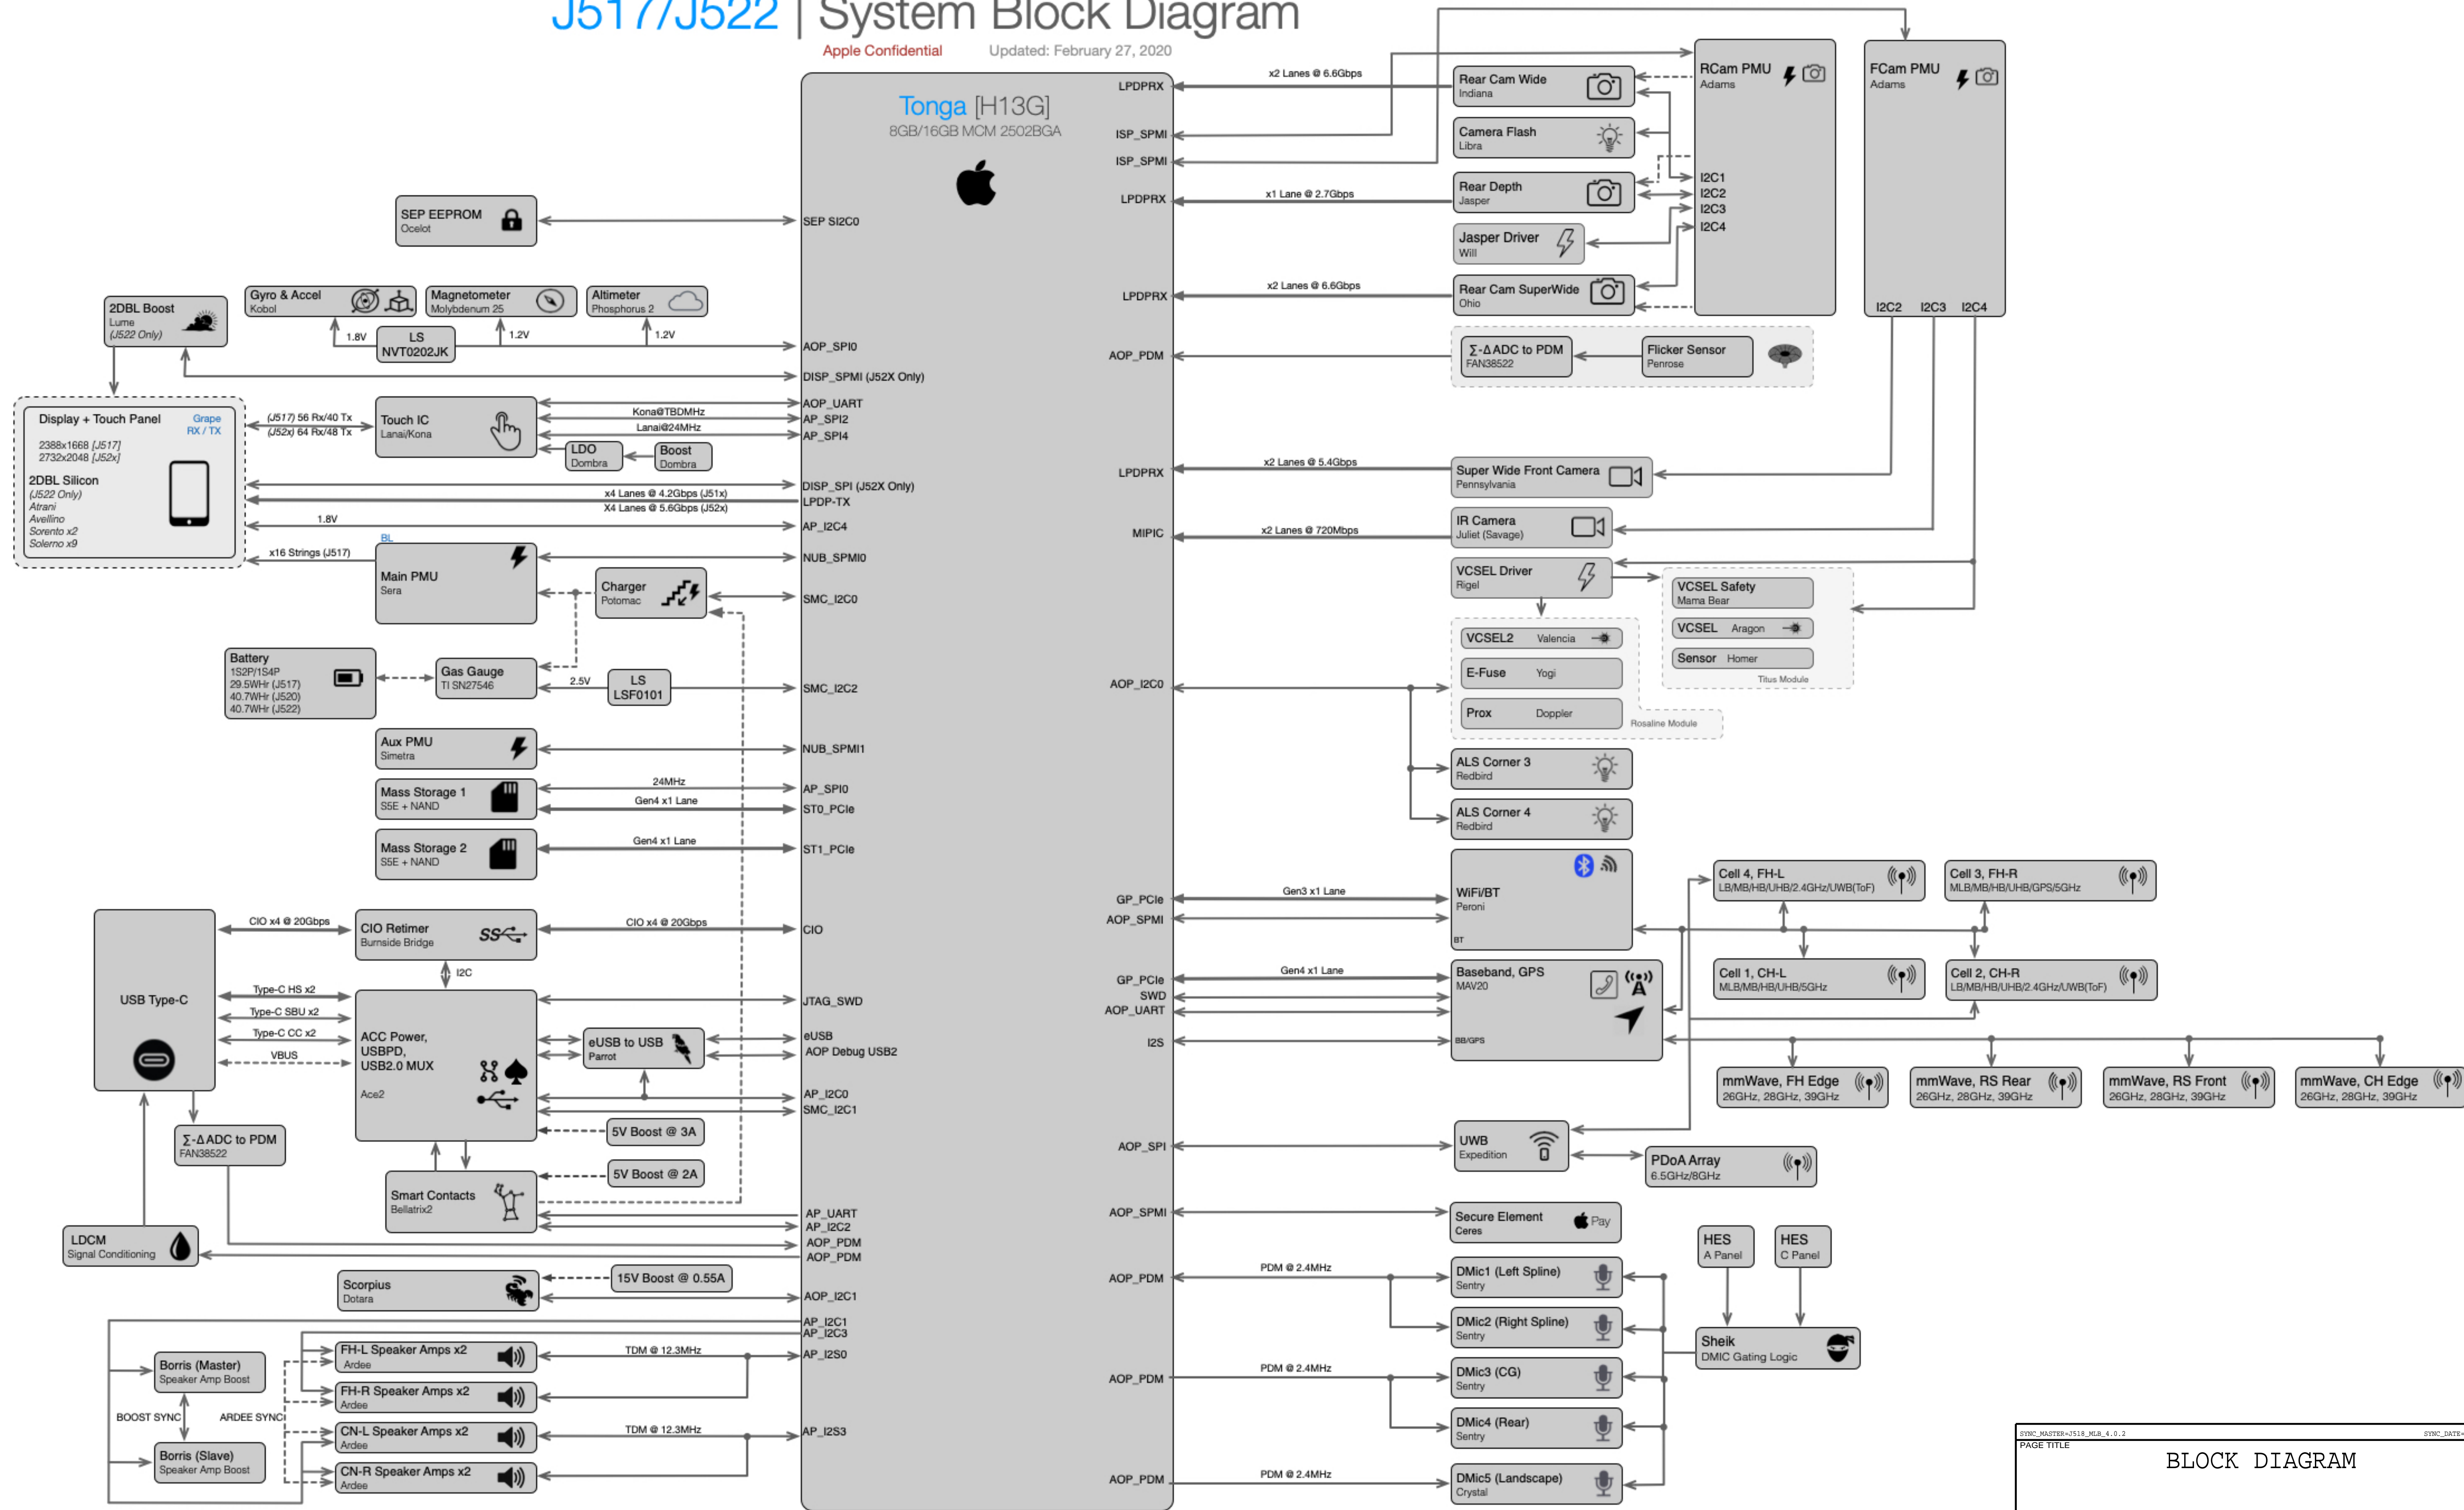 J517/J522 | System Block Diagram
Apple Confidential Updated: February 27, 2020
Tonga [H13G]
8GB/16GB MCM 2502BGA
SEP EEPROM
Ocelot
SEP SI2C0
2DBL Boost
Lume
(J522 Only)
Gyro & Accel
Kobol
Magnetometer
Molybdenum 25
Altimeter
Phosphorus 2
1.8V
LS
NVT0202JK
1.2V
1.2V
AOP_SPI0
DISP_SPMI (J52X Only)
Display + Touch Panel
Grape
RX / TX
2388x1668 [J517]
2732x2048 [J52x]
2DBL Silicon
(J522 Only)
Atrani
Avellino
Sorento x2
Solerno x9
(J517) 56 Rx/40 Tx
(J52x) 64 Rx/48 Tx
Touch IC
Lanai/Kona
Kona@TBDMHz
Lanai@24MHz
AOP_UART
AP_SPI2
AP_SPI4
LDO
Dombra
Boost
Dombra
DISP_SPI (J52X Only)
x4 Lanes @ 4.2Gbps (J51x)
LPDP-TX
X4 Lanes @ 5.6Gbps (J52x)
1.8V
AP_I2C4
BL
x16 Strings (J517)
Main PMU
Sera
NUB_SPMI0
Charger
Potomac
SMC_I2C0
Battery
1S2P/1S4P
29.5WHr (J517)
40.7WHr (J520)
40.7WHr (J522)
Gas Gauge
TI SN27546
2.5V
LS
LSF0101
SMC_I2C2
Aux PMU
Simetra
NUB_SPMI1
Mass Storage 1
S5E + NAND
24MHz
AP_SPI0
Gen4 x1 Lane
ST0_PCIe
Mass Storage 2
S5E + NAND
Gen4 x1 Lane
ST1_PCIe
USB Type-C
CIO x4 @ 20Gbps
CIO Retimer
Burnside Bridge
SS
CIO x4 @ 20Gbps
CIO
I2C
Type-C HS x2
Type-C SBU x2
Type-C CC x2
VBUS
ACC Power,
USBPD,
USB2.0 MUX
Ace2
JTAG_SWD
eUSB to USB
Parrot
eUSB
AOP Debug USB2
AP_I2C0
SMC_I2C1
5V Boost @ 3A
Σ-Δ ADC to PDM
FAN38522
5V Boost @ 2A
Smart Contacts
Bellatrix2
AP_UART
AP_I2C2
AOP_PDM
AOP_PDM
LDCM
Signal Conditioning
Scorpius
Dotara
15V Boost @ 0.55A
AOP_I2C1
AP_I2C1
AP_I2C3
Borris (Master)
Speaker Amp Boost
BOOST SYNC
ARDEE SYNC
Borris (Slave)
Speaker Amp Boost
FH-L Speaker Amps x2
Ardee
TDM @ 12.3MHz
AP_I2S0
FH-R Speaker Amps x2
Ardee
CN-L Speaker Amps x2
Ardee
TDM @ 12.3MHz
AP_I2S3
CN-R Speaker Amps x2
Ardee
LPDPRX
x2 Lanes @ 6.6Gbps
Rear Cam Wide
Indiana
RCam PMU
Adams
FCam PMU
Adams
ISP_SPMI
Camera Flash
Libra
ISP_SPMI
LPDPRX
x1 Lane @ 2.7Gbps
Rear Depth
Jasper
I2C1
I2C2
I2C3
I2C4
Jasper Driver
Will
LPDPRX
x2 Lanes @ 6.6Gbps
Rear Cam SuperWide
Ohio
I2C2 I2C3 I2C4
AOP_PDM
Σ-Δ ADC to PDM
FAN38522
Flicker Sensor
Penrose
LPDPRX
x2 Lanes @ 5.4Gbps
Super Wide Front Camera
Pennsylvania
MIPIC
x2 Lanes @ 720Mbps
IR Camera
Juliet (Savage)
VCSEL Driver
Rigel
VCSEL Safety
Mama Bear
VCSEL Aragon
Sensor Homer
Titus Module
VCSEL2 Valencia
E-Fuse Yogi
Prox Doppler
Rosaline Module
AOP_I2C0
ALS Corner 3
Redbird
ALS Corner 4
Redbird
GP_PCIe
Gen3 x1 Lane
AOP_SPMI
WiFi/BT
Peroni
BT
Cell 4, FH-L
LB/MB/HB/UHB/2.4GHz/UWB(ToF)
Cell 3, FH-R
MLB/MB/HB/UHB/GPS/5GHz
Cell 1, CH-L
MLB/MB/HB/UHB/5GHz
Cell 2, CH-R
LB/MB/HB/UHB/2.4GHz/UWB(ToF)
GP_PCIe
Gen4 x1 Lane
SWD
AOP_UART
I2S
Baseband, GPS
MAV20
BB/GPS
mmWave, FH Edge
26GHz, 28GHz, 39GHz
mmWave, RS Rear
26GHz, 28GHz, 39GHz
mmWave, RS Front
26GHz, 28GHz, 39GHz
mmWave, CH Edge
26GHz, 28GHz, 39GHz
AOP_SPI
UWB
Expedition
PDoA Array
6.5GHz/8GHz
AOP_SPMI
Secure Element
Ceres
Pay
HES
A Panel
HES
C Panel
AOP_PDM
PDM @ 2.4MHz
DMic1 (Left Spline)
Sentry
DMic2 (Right Spline)
Sentry
Sheik
DMIC Gating Logic
AOP_PDM
PDM @ 2.4MHz
DMic3 (CG)
Sentry
DMic4 (Rear)
Sentry
AOP_PDM
PDM @ 2.4MHz
DMic5 (Landscape)
Crystal
SYNC_MASTER=J518_MLB_4.0.2 SYNC_DATE=
PAGE TITLE
BLOCK DIAGRAM